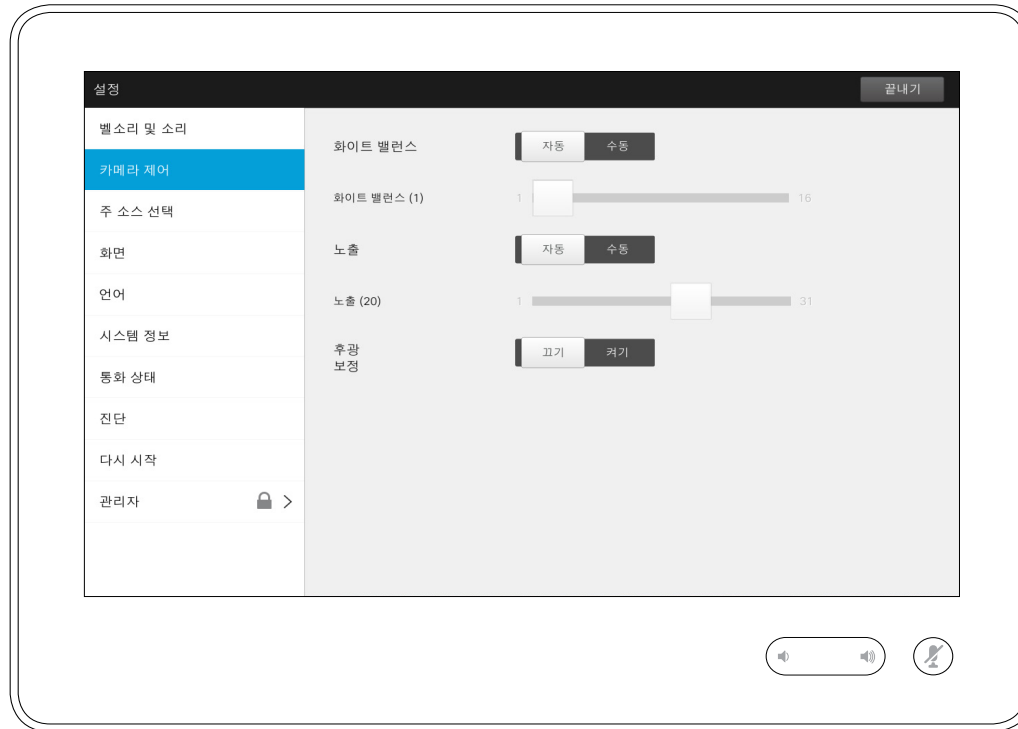 설정
끝내기
벨소리 및 소리
카메라 제어
주 소스 선택
화면
언어
시스템 정보
통화 상태
진단
다시 시작
관리자
화이트 밸런스
자동 수동
화이트 밸런스 (1)
1 16
노출
자동 수동
노출 (20)
1 31
후광
보정
끄기 켜기